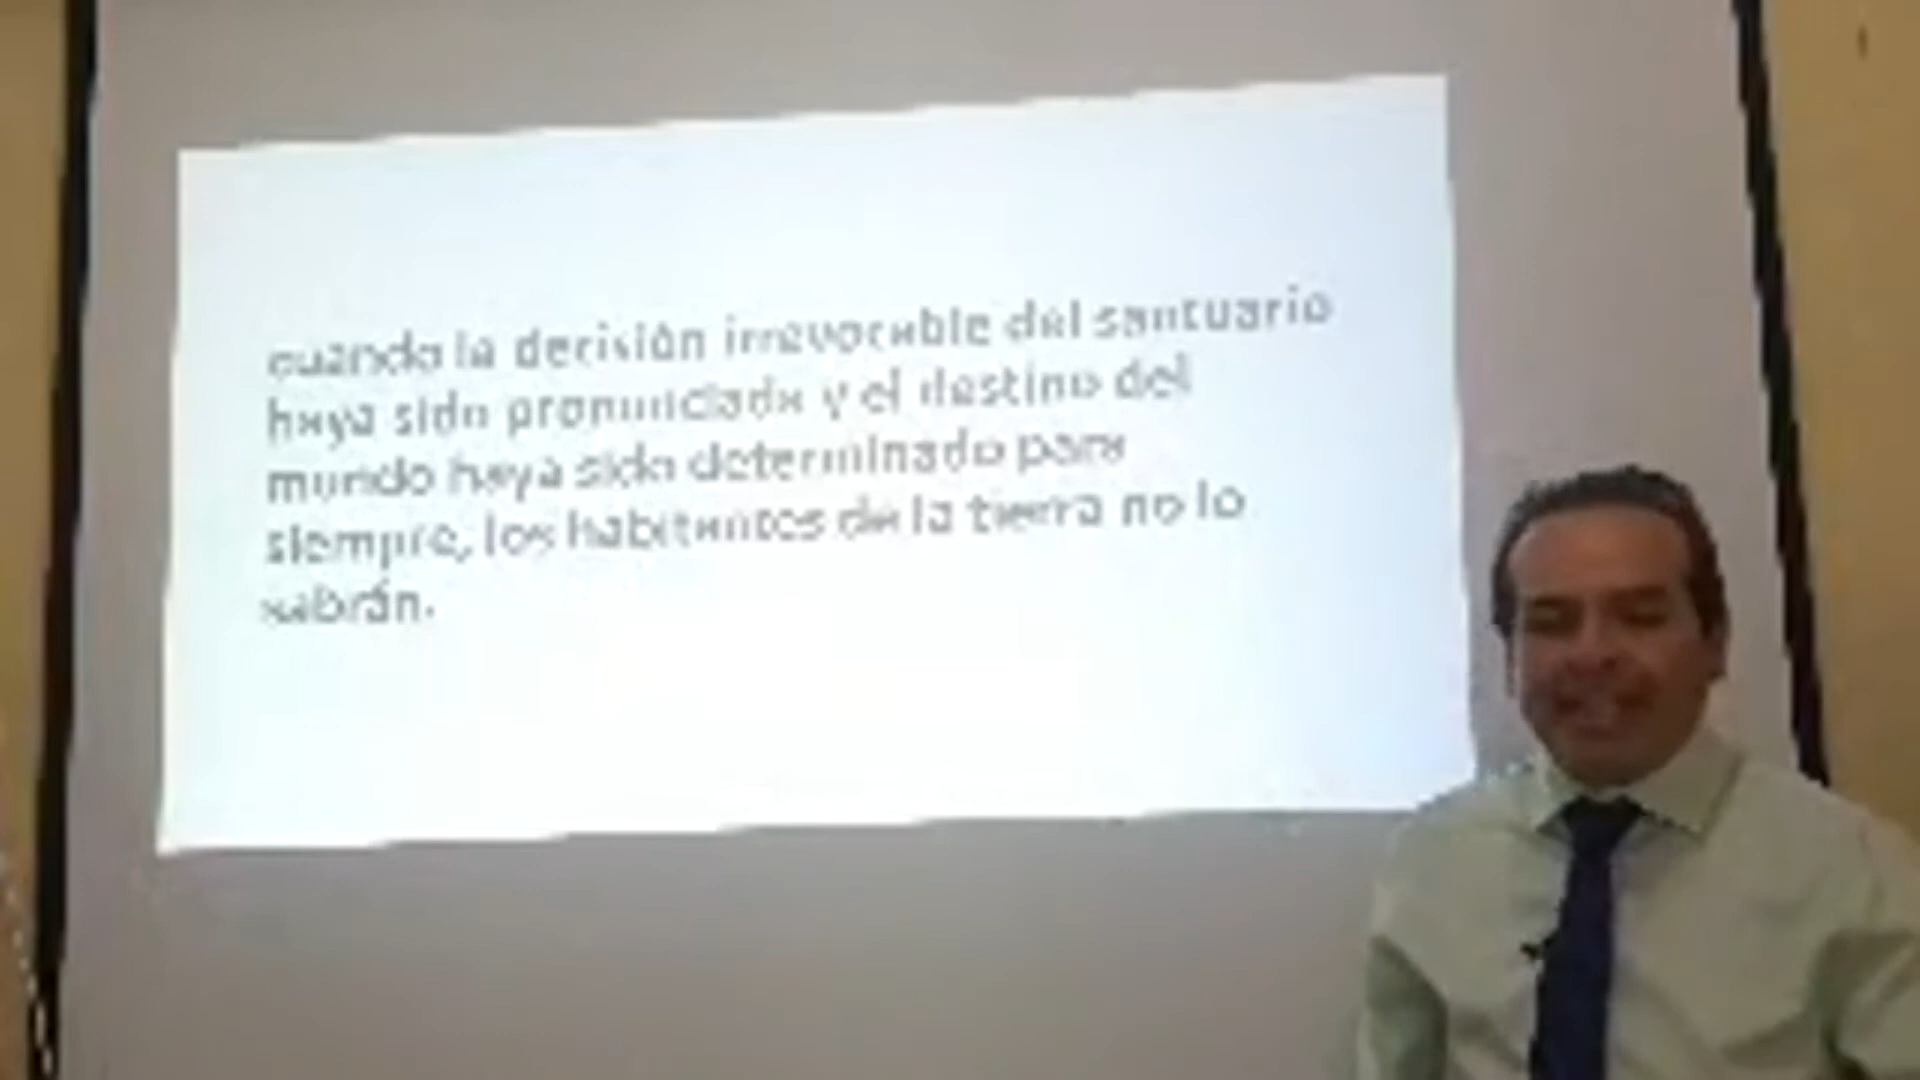 cuando la decisión irrevocable del santuario
haya sido pronunciada y el destino del
mundo haya sido determinado para
siempre, los habitantes de la tierra no lo
sabrán.